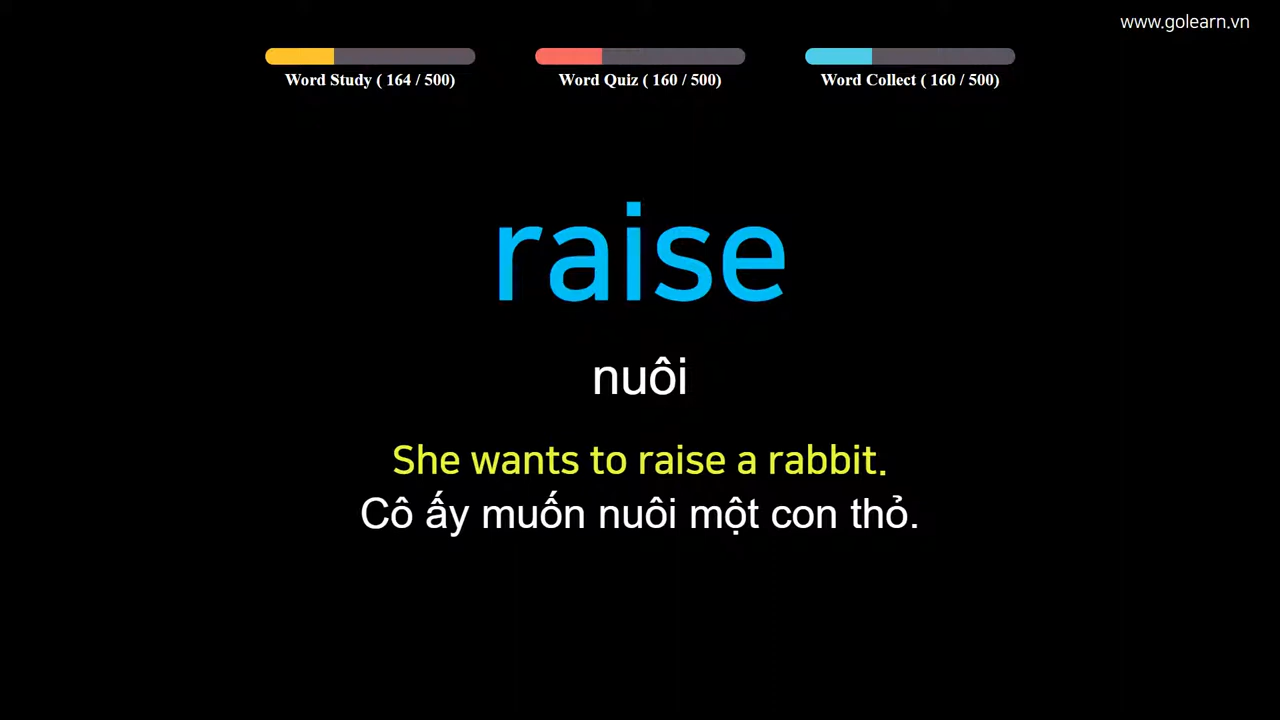 www.golearn.vn
Word Study ( 164 / 500)
Word Quiz ( 160 / 500)
Word Collect ( 160 / 500)
raise
nuôi
She wants to raise a rabbit.
Cô ấy muốn nuôi một con thỏ.